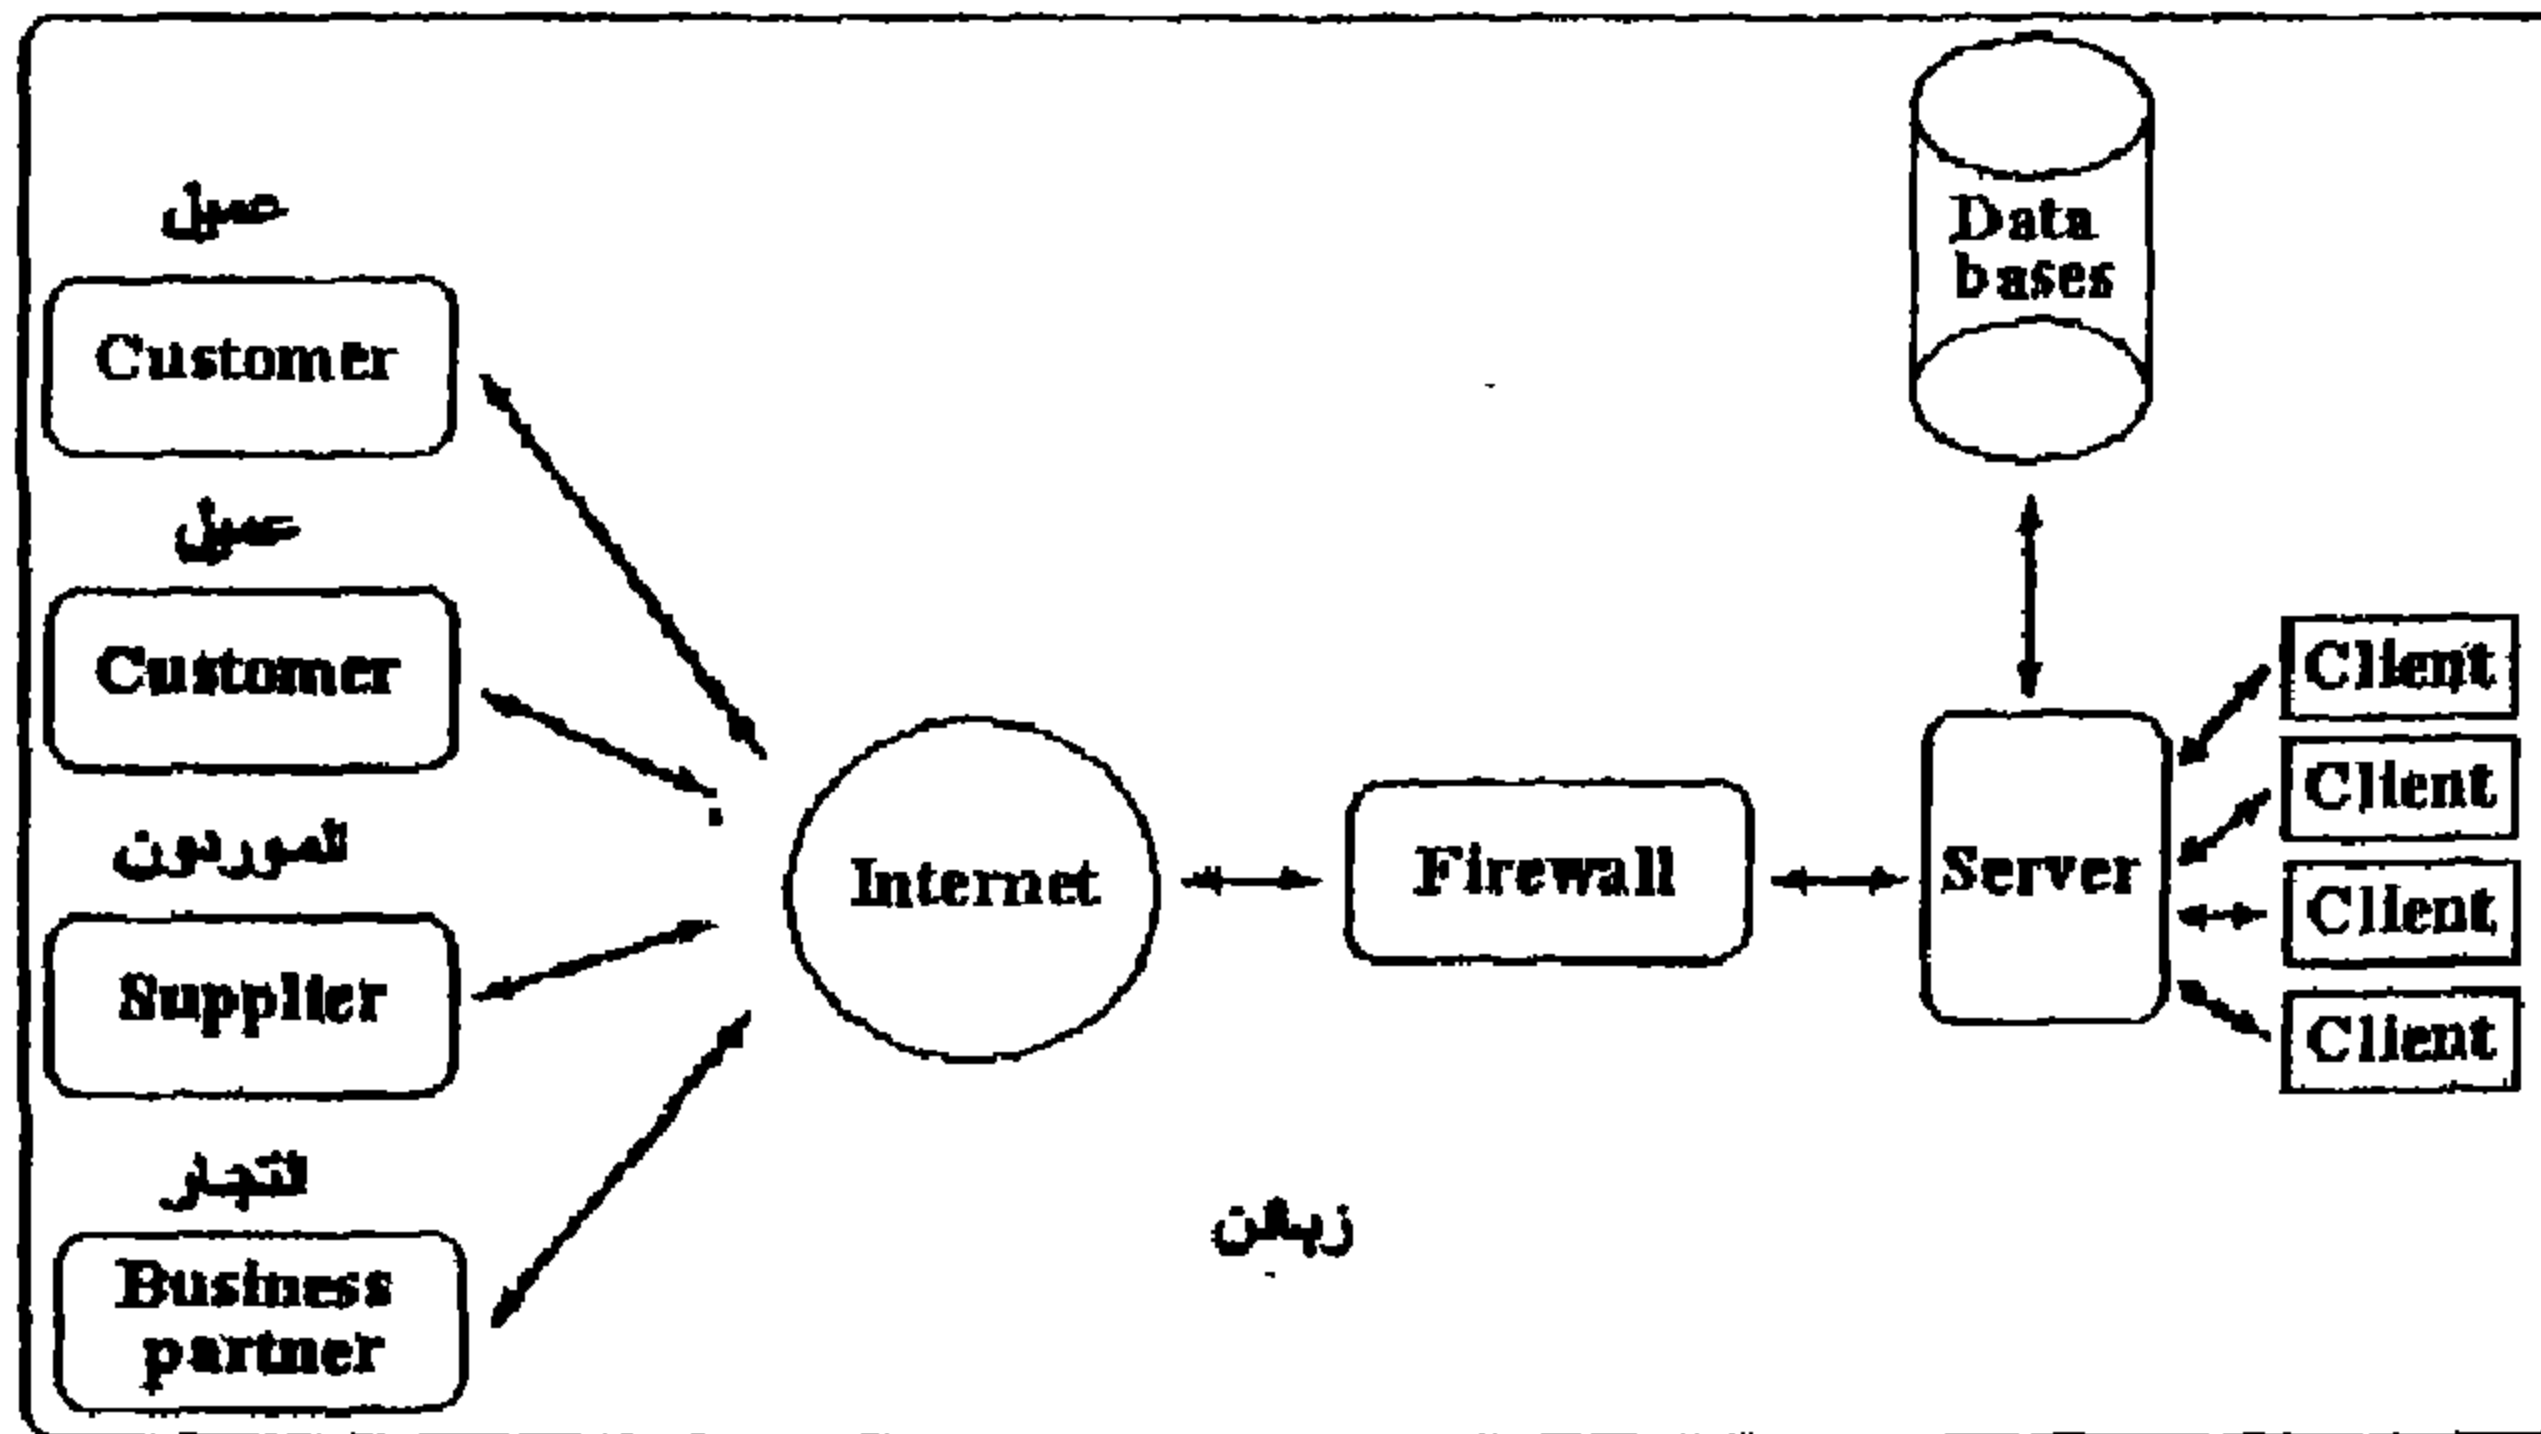 عميل
Customer
عميل
Customer
الموردون
Supplier
التجار
Business
partner
Internet
Firewall
Data
bases
Server
Client
Client
Client
Client
زبائن